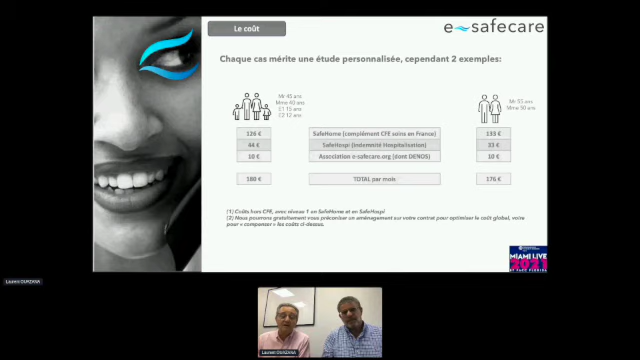 Le coût
e safecare
Chaque cas mérite une étude personnalisée, cependant 2 exemples:
Mr 45 ans
Mme 40 ans
E1 15 ans
E2 12 ans
Mr 55 ans
Mme 50 ans
126 €
SafeHome (complément CFE soins en France)
133 €
44 €
SafeHospi (Indemnité Hospitalisation)
33 €
10 €
Association e-safecare.org (dont DENOS)
10 €
180 €
TOTAL par mois
176 €
(1) Coûts hors CFE, avec niveau 1 en SafeHome et en SafeHospi
(2) Nous pourrons gratuitement vous préconiser un aménagement sur votre contrat pour optimiser le coût global, voire
pour « compenser » les coûts ci-dessus.
MIAMI LIVE
2021
Laurent OUAZANA
Laurent OUAZANA